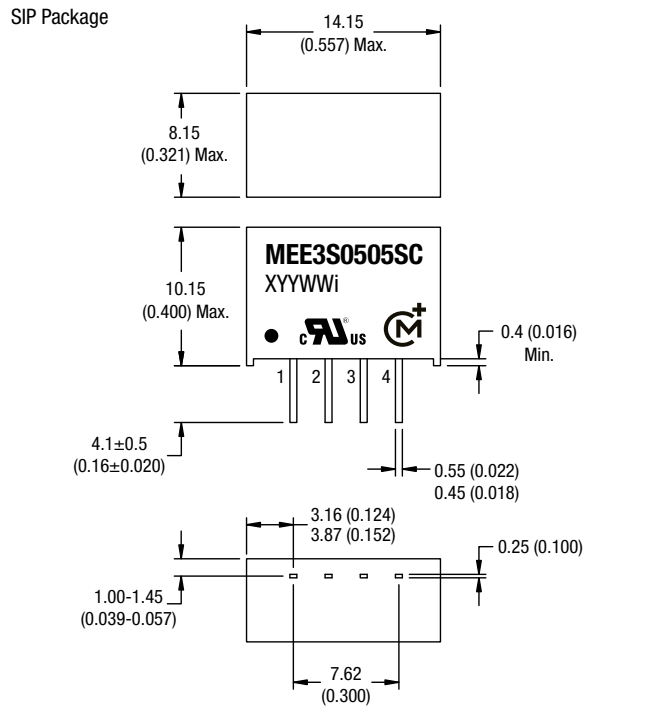 SIP Package
14.15
(0.557) Max.
8.15
(0.321) Max.
MEE3S0505SC
XYYWWi
10.15
(0.400) Max.
C RU ® US
CM+
0.4 (0.016)
Min.
1 2 3 4
4.1±0.5
(0.16±0.020)
0.55 (0.022)
0.45 (0.018)
3.16 (0.124)
3.87 (0.152)
0.25 (0.100)
1.00-1.45
(0.039-0.057)
7.62
(0.300)